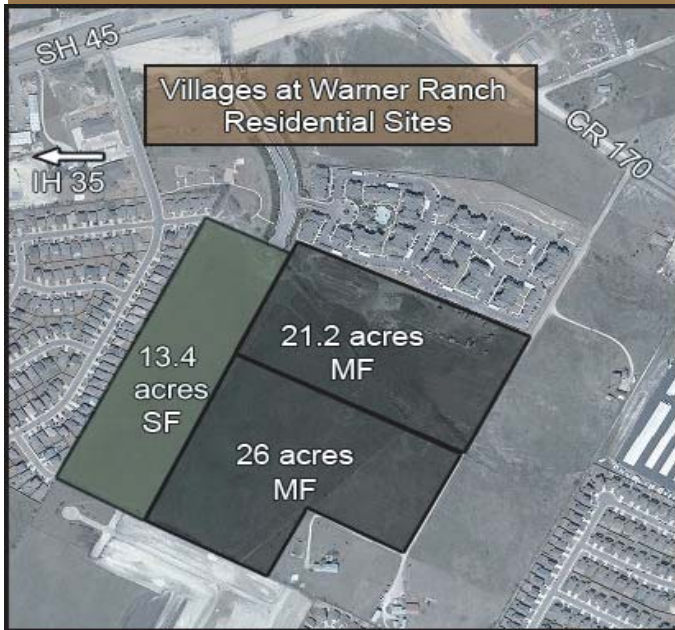 SH 45
Villages at Warner Ranch
Residential Sites
IH 35
CR 170
21.2 acres
MF
13.4
acres
SF
26 acres
MF